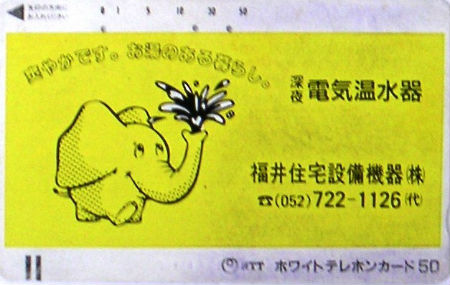 0 1 5 10 30 50
爽やかです。お湯のある暮らし。
深夜 電気温水器
福井住宅設備機器㈱
☎(052)722-1126㈹
NTT ホワイトテレホンカード50